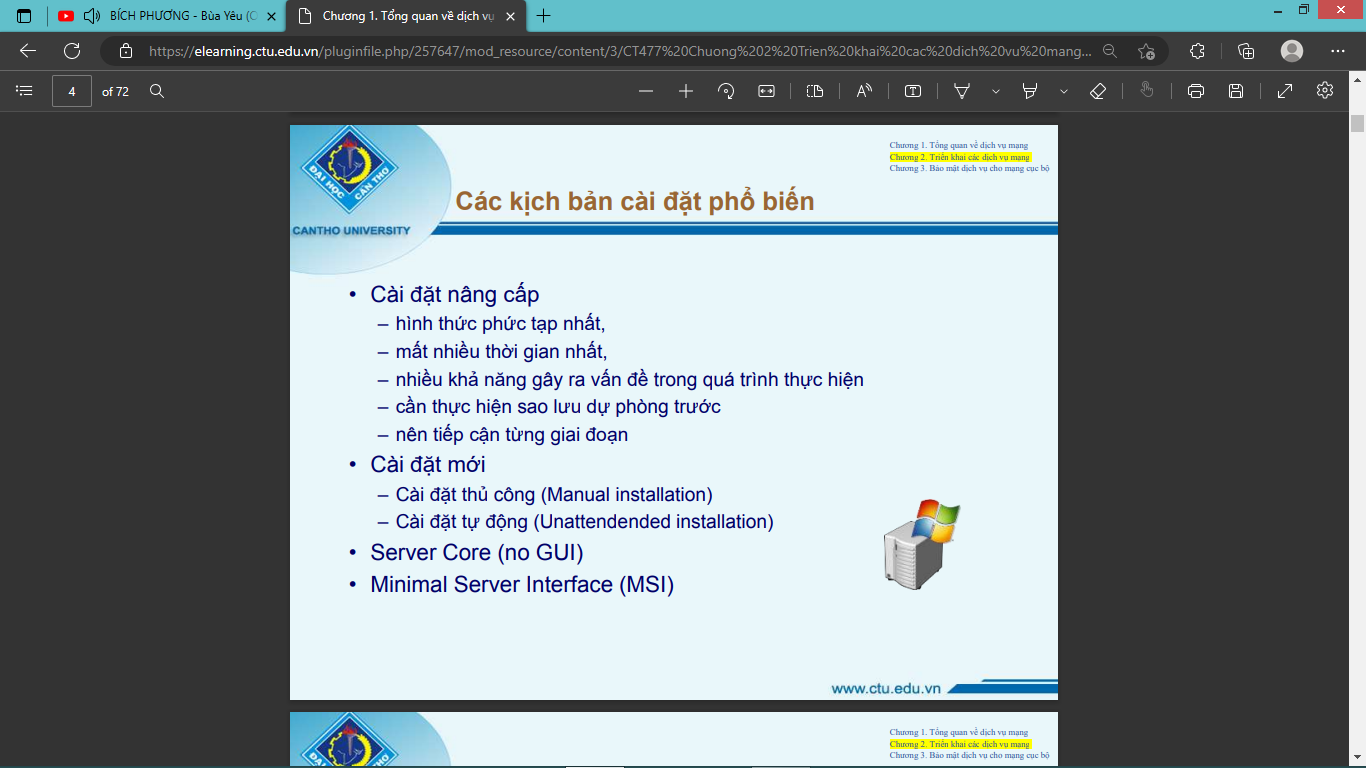 BÍCH PHƯƠNG - Bùa Yêu (O
Chương 1. Tổng quan về dịch vụ
https://elearning.ctu.edu.vn/pluginfile.php/257647/mod_resource/content/3/CT477%20Chuong%202%20Trien%20khai%20cac%20dich%20vu%20mang...
4 of 72
ĐẠI HỌC CẦN THƠ
CANTHO UNIVERSITY
Chương 1. Tổng quan về dịch vụ mạng
Chương 2. Triển khai các dịch vụ mạng
Chương 3. Bảo mật dịch vụ cho mạng cục bộ
Các kịch bản cài đặt phổ biến
• Cài đặt nâng cấp
– hình thức phức tạp nhất,
– mất nhiều thời gian nhất,
– nhiều khả năng gây ra vấn đề trong quá trình thực hiện
– cần thực hiện sao lưu dự phòng trước
– nên tiếp cận từng giai đoạn
• Cài đặt mới
– Cài đặt thủ công (Manual installation)
– Cài đặt tự động (Unattendended installation)
• Server Core (no GUI)
• Minimal Server Interface (MSI)
www.ctu.edu.vn
Chương 1. Tổng quan về dịch vụ mạng
Chương 2. Triển khai các dịch vụ mạng
Chương 3. Bảo mật dịch vụ cho mạng cục bộ